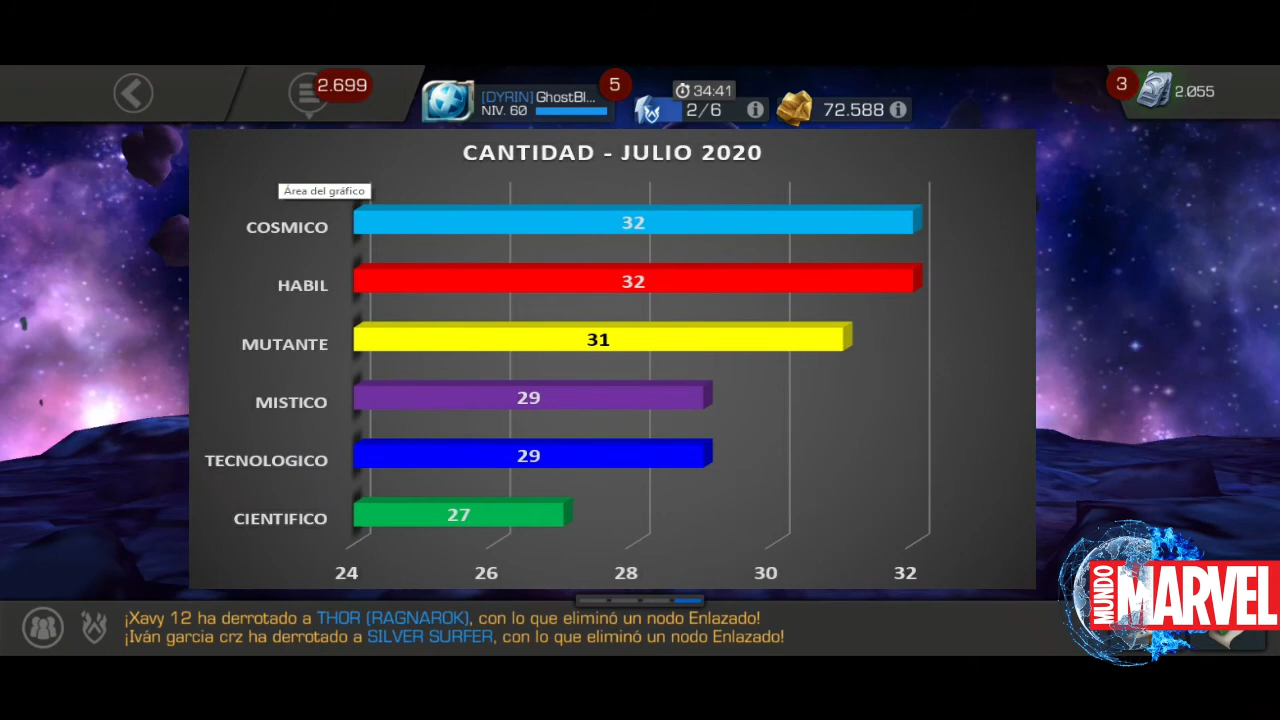 2.699
[DYRIN] GhostBl...
NIV. 60
5
34:41
2/6
72.588
3
2.055
CANTIDAD - JULIO 2020
Área del gráfico
COSMICO 32
HABIL 32
MUTANTE 31
MISTICO 29
TECNOLOGICO 29
CIENTIFICO 27
24 26 28 30 32
¡Xavy 12 ha derrotado a THOR (RAGNAROK), con lo que eliminó un nodo Enlazado!
¡Iván garcia crz ha derrotado a SILVER SURFER, con lo que eliminó un nodo Enlazado!
MUNDO
MARVEL